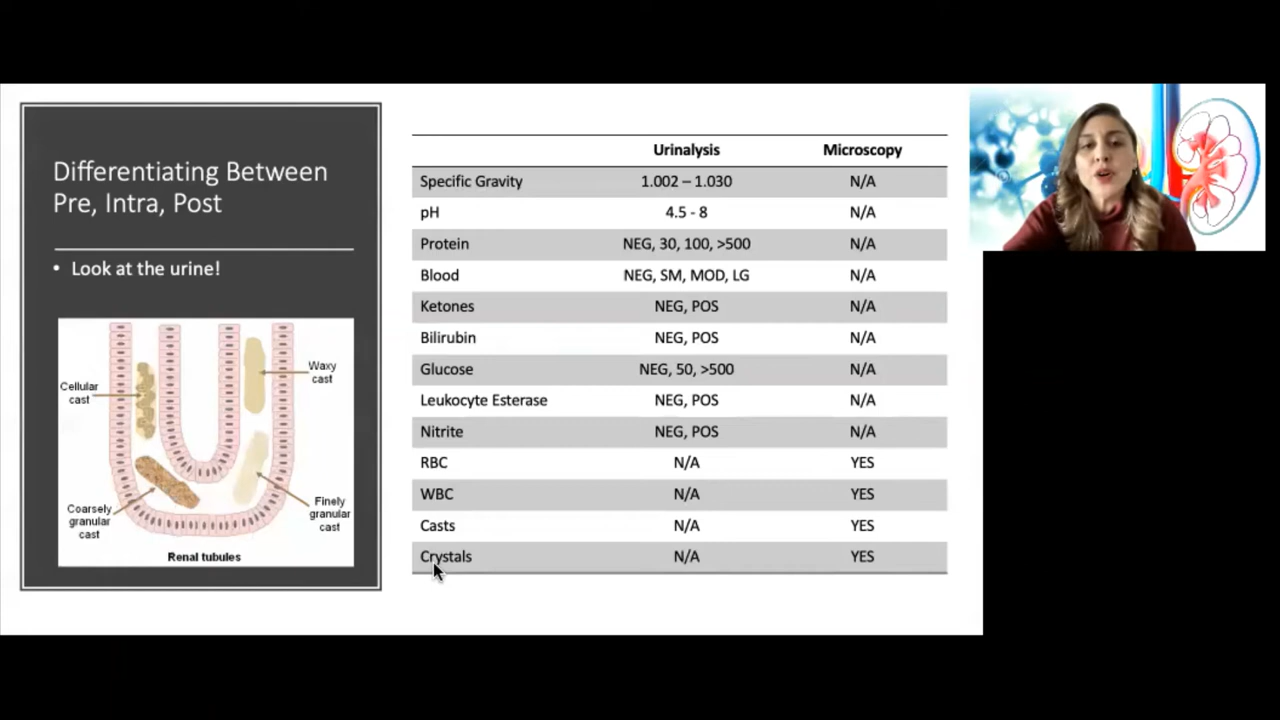 Differentiating Between
Pre, Intra, Post
• Look at the urine!
Cellular
cast
Waxy
cast
Coarsely
granular
cast
Finely
granular
cast
Renal tubules
Urinalysis Microscopy
Specific Gravity 1.002 – 1.030 N/A
pH 4.5 - 8 N/A
Protein NEG, 30, 100, >500 N/A
Blood NEG, SM, MOD, LG N/A
Ketones NEG, POS N/A
Bilirubin NEG, POS N/A
Glucose NEG, 50, >500 N/A
Leukocyte Esterase NEG, POS N/A
Nitrite NEG, POS N/A
RBC N/A YES
WBC N/A YES
Casts N/A YES
Crystals N/A YES